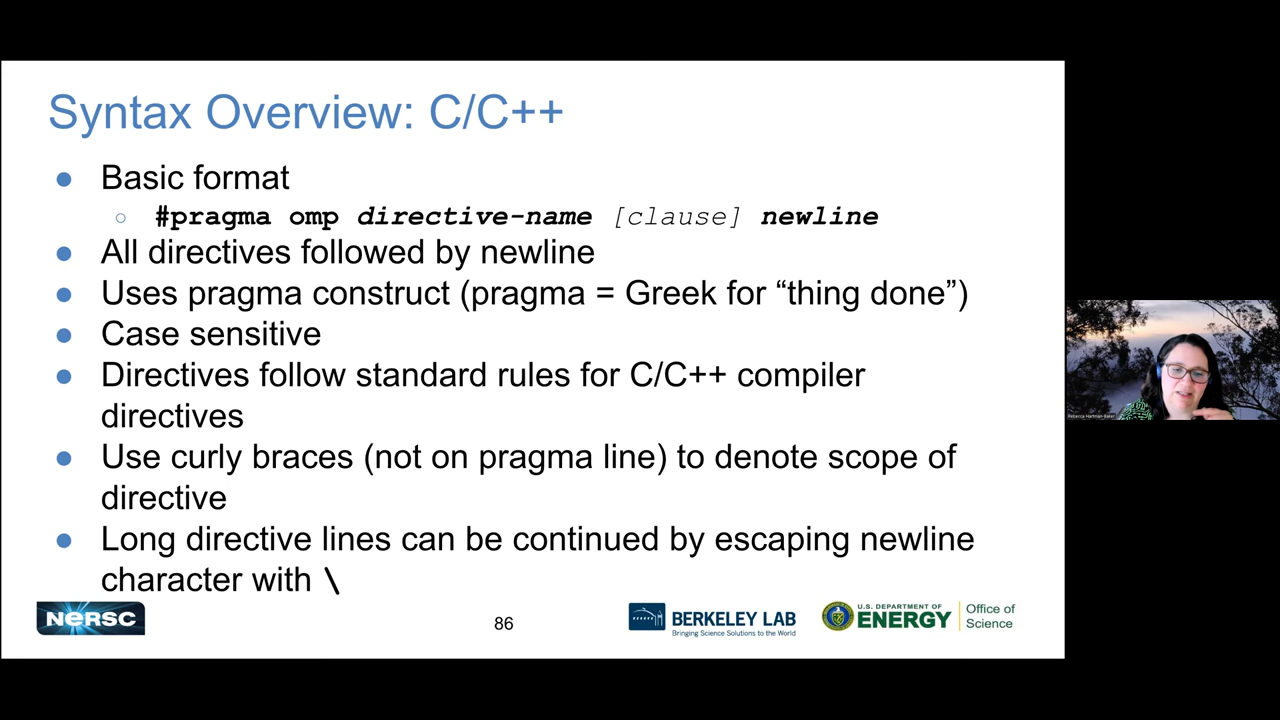 Syntax Overview: C/C++
● Basic format
○ #pragma omp directive-name [clause] newline
● All directives followed by newline
● Uses pragma construct (pragma = Greek for “thing done”)
● Case sensitive
● Directives follow standard rules for C/C++ compiler
directives
● Use curly braces (not on pragma line) to denote scope of
directive
● Long directive lines can be continued by escaping newline
character with \
NERSC
86
BERKELEY LAB
Bringing Science Solutions to the World
U.S. DEPARTMENT OF
ENERGY
Office of
Science
Rebecca Hartman-Baker